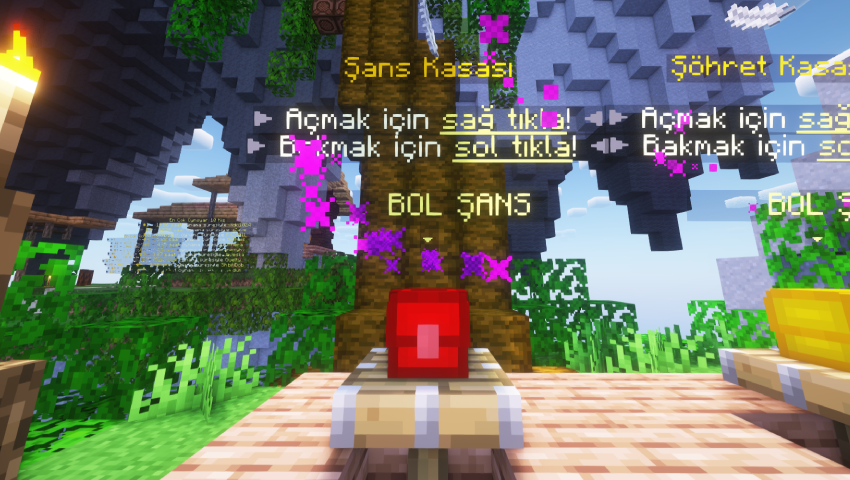 Şans Kasası
Açmak için sağ tıkla!
Bakmak için sol tıkla!
BOL ŞANS
Şöhret Kasas
Açmak için sağ
Bakmak için so
BOL Ş